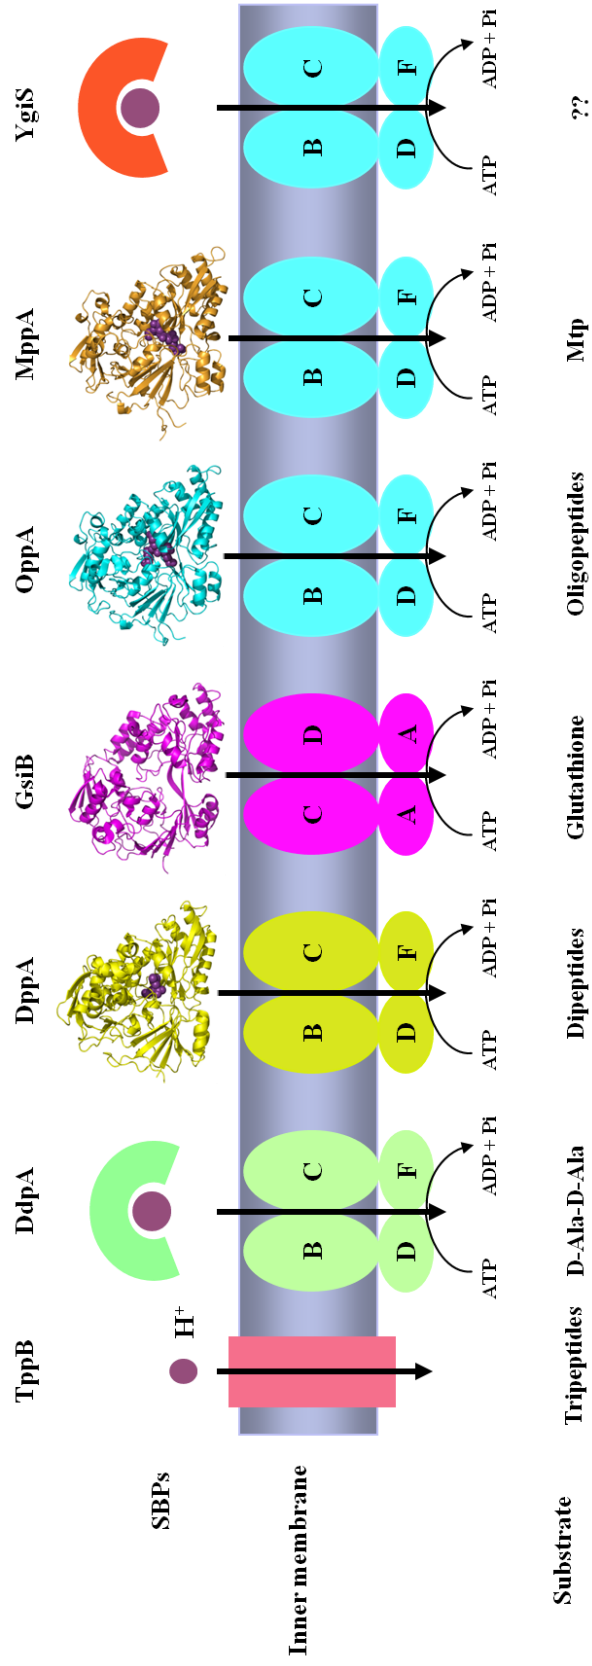 TppB
DdpA
DppA
GsiB
OppA
MppA
YgiS
SBPs
H+
Inner membrane
B C
B C
C D
B C
B C
B C
D F
D F
A A
D F
D F
D F
ATP ADP + Pi
ATP ADP + Pi
ATP ADP + Pi
ATP ADP + Pi
ATP ADP + Pi
ATP ADP + Pi
Substrate
Tripeptides
D-Ala-D-Ala
Dipeptides
Glutathione
Oligopeptides
Mtp
??